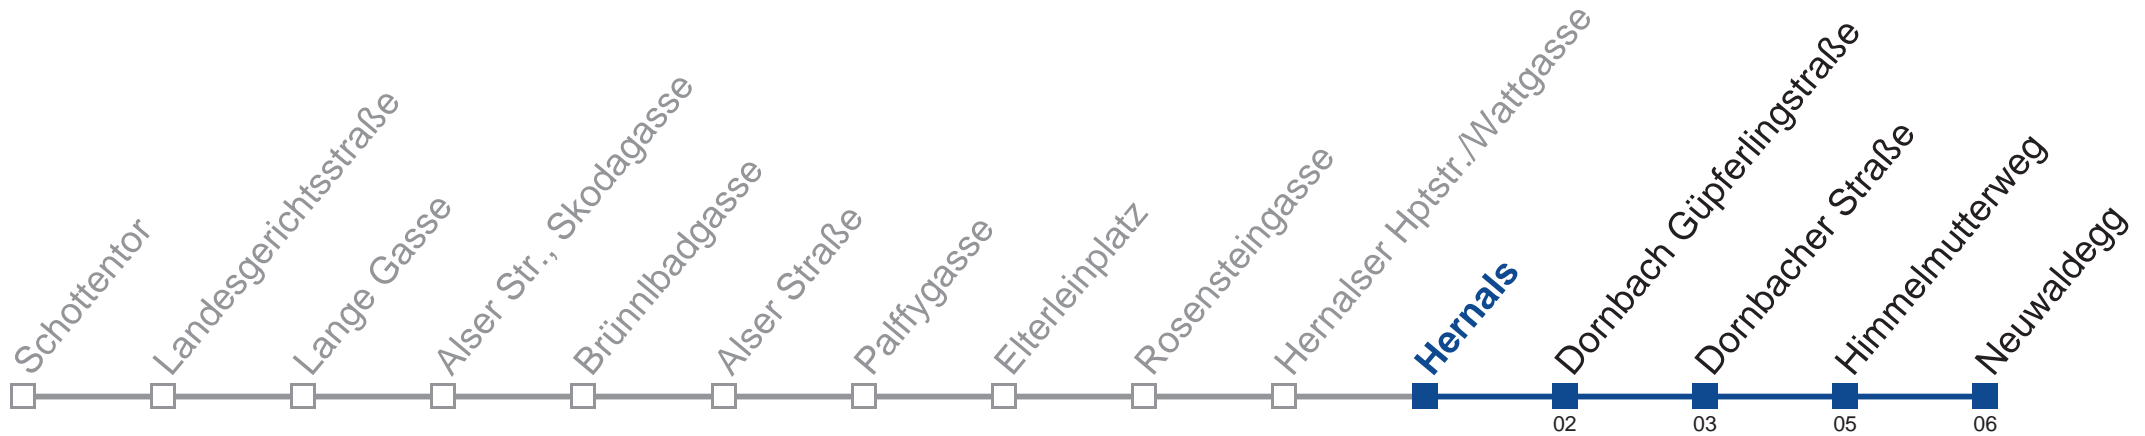 Schottentor
Landesgerichtsstraße
Lange Gasse
Alser Str., Skodagasse
Brünnlbadgasse
Alser Straße
Palffygasse
Elterleinplatz
Rosensteingasse
Hernalser Hptstr./Wattgasse
Hernals
Dornbach Güpferlingstraße
Dornbacher Straße
Himmelmutterweg
Neuwaldegg
02
03
05
06